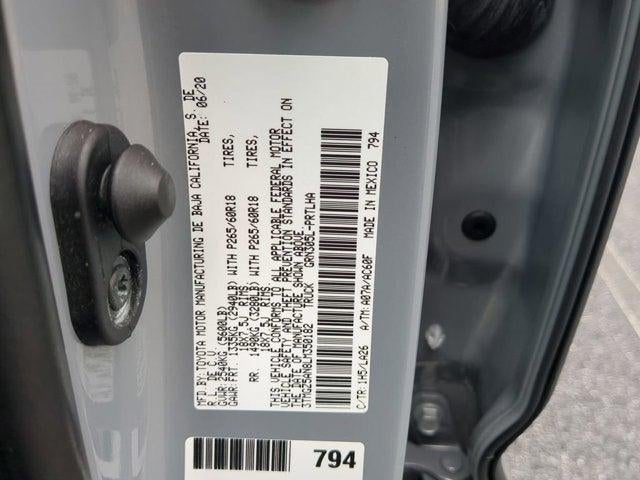 MFD. BY: TOYOTA MOTOR MANUFACTURING DE BAJA CALIFORNIA, S. DE
R.L. DE C.V. DATE: 06/20
GVWR: 2540KG (5600LB)
GAWR: FRT. 1335KG (2940LB) WITH P265/60R18 TIRES,
18X7.5J RIMS,
RR. 1490KG (3280LB) WITH P265/60R18 TIRES,
18X7.5J RIMS
THIS VEHICLE CONFORMS TO ALL APPLICABLE FEDERAL MOTOR
VEHICLE SAFETY AND THEFT PREVENTION STANDARDS IN EFFECT ON
THE DATE OF MANUFACTURE SHOWN ABOVE.
TRUCK GRN305L-PRTLHA
C/TR: 1H5/LA26 A/TM: A07A/AC60F MADE IN MEXICO 794
794